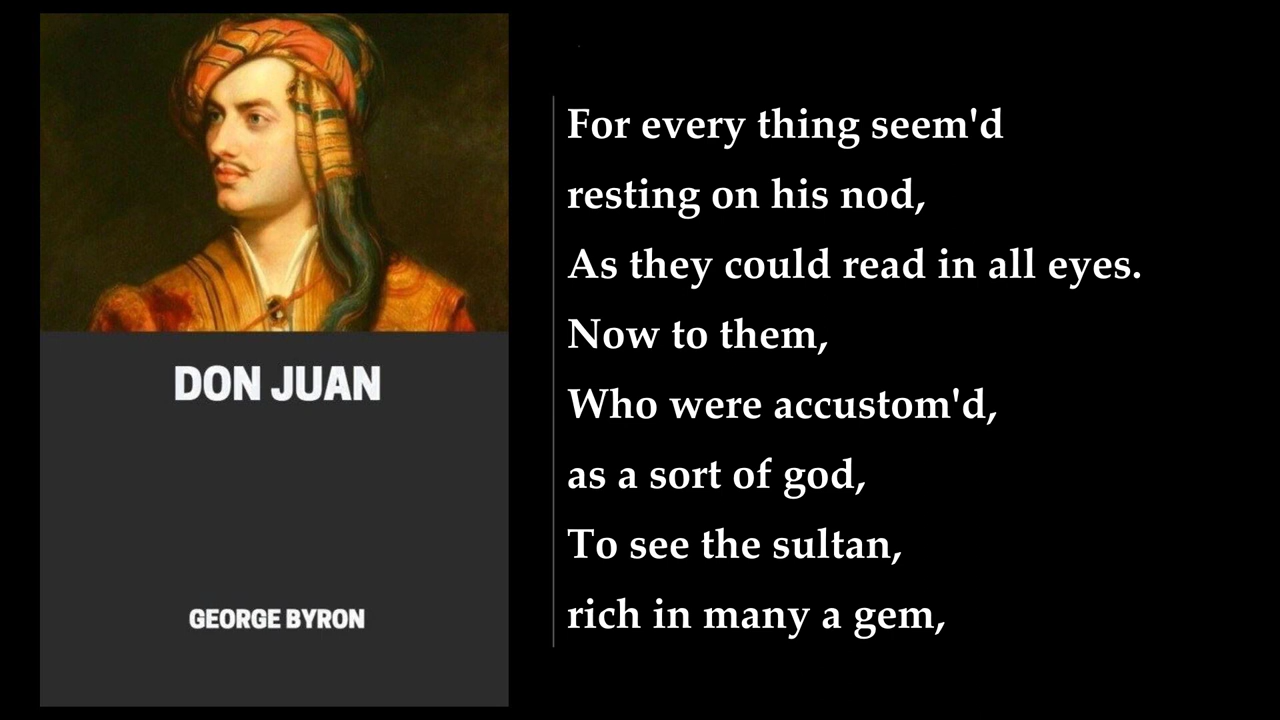 DON JUAN
GEORGE BYRON
For every thing seem'd
resting on his nod,
As they could read in all eyes.
Now to them,
Who were accustom'd,
as a sort of god,
To see the sultan,
rich in many a gem,